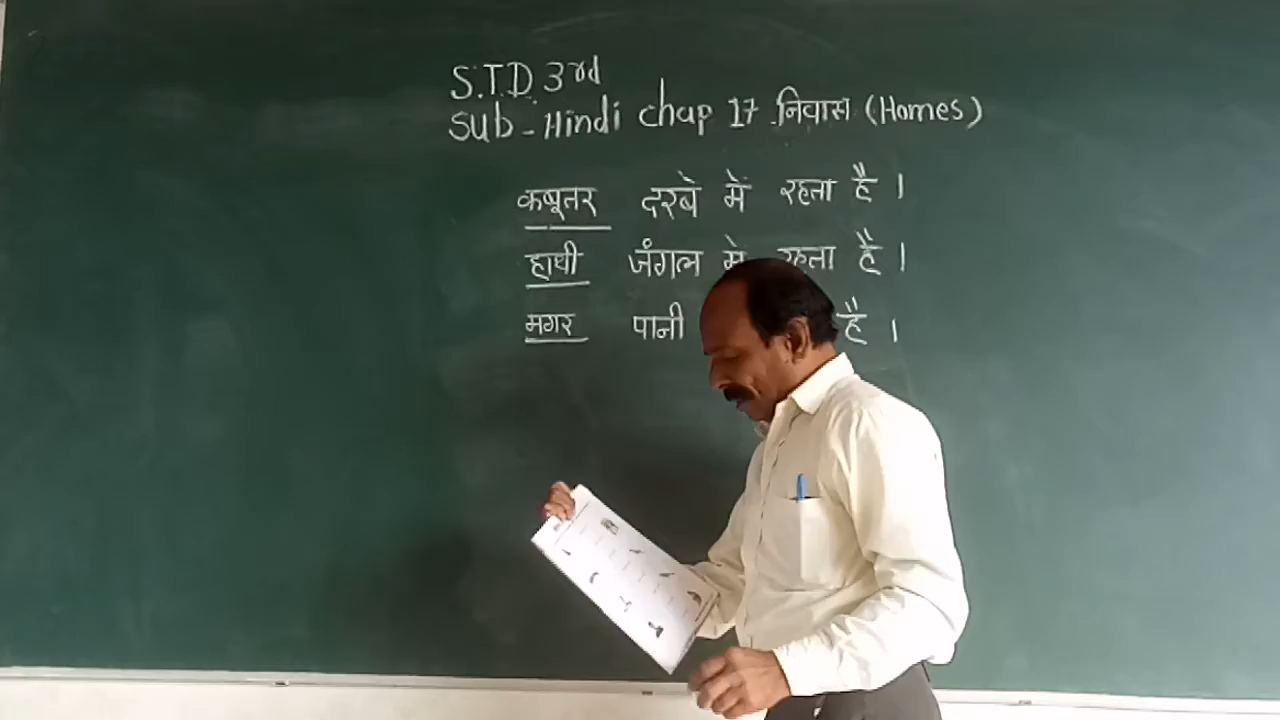 S.T.D. 3rd
Sub - Hindi chap 17 . निवास (Homes)
कबूतर दरबे में रहता है ।
हाथी जंगल मे रहता है ।
मगर पानी है ।